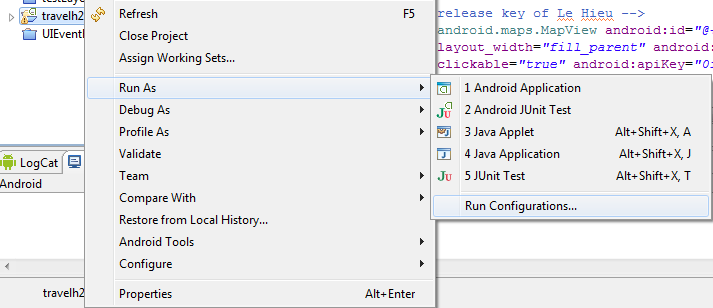 travelh2
UIEventl
Refresh F5
Close Project
Assign Working Sets...
Run As
Debug As
Profile As
Validate
Team
Compare With
Restore from Local History...
Android Tools
Configure
Properties Alt+Enter
release key of Le Hieu -->
android.maps.MapView android:id="@
layout_width="fill_parent" android:
clickable="true" android:apiKey="0
1 Android Application
2 Android JUnit Test
3 Java Applet Alt+Shift+X, A
4 Java Application Alt+Shift+X, J
5 JUnit Test Alt+Shift+X, T
Run Configurations...
LogCat
Android
travelh2